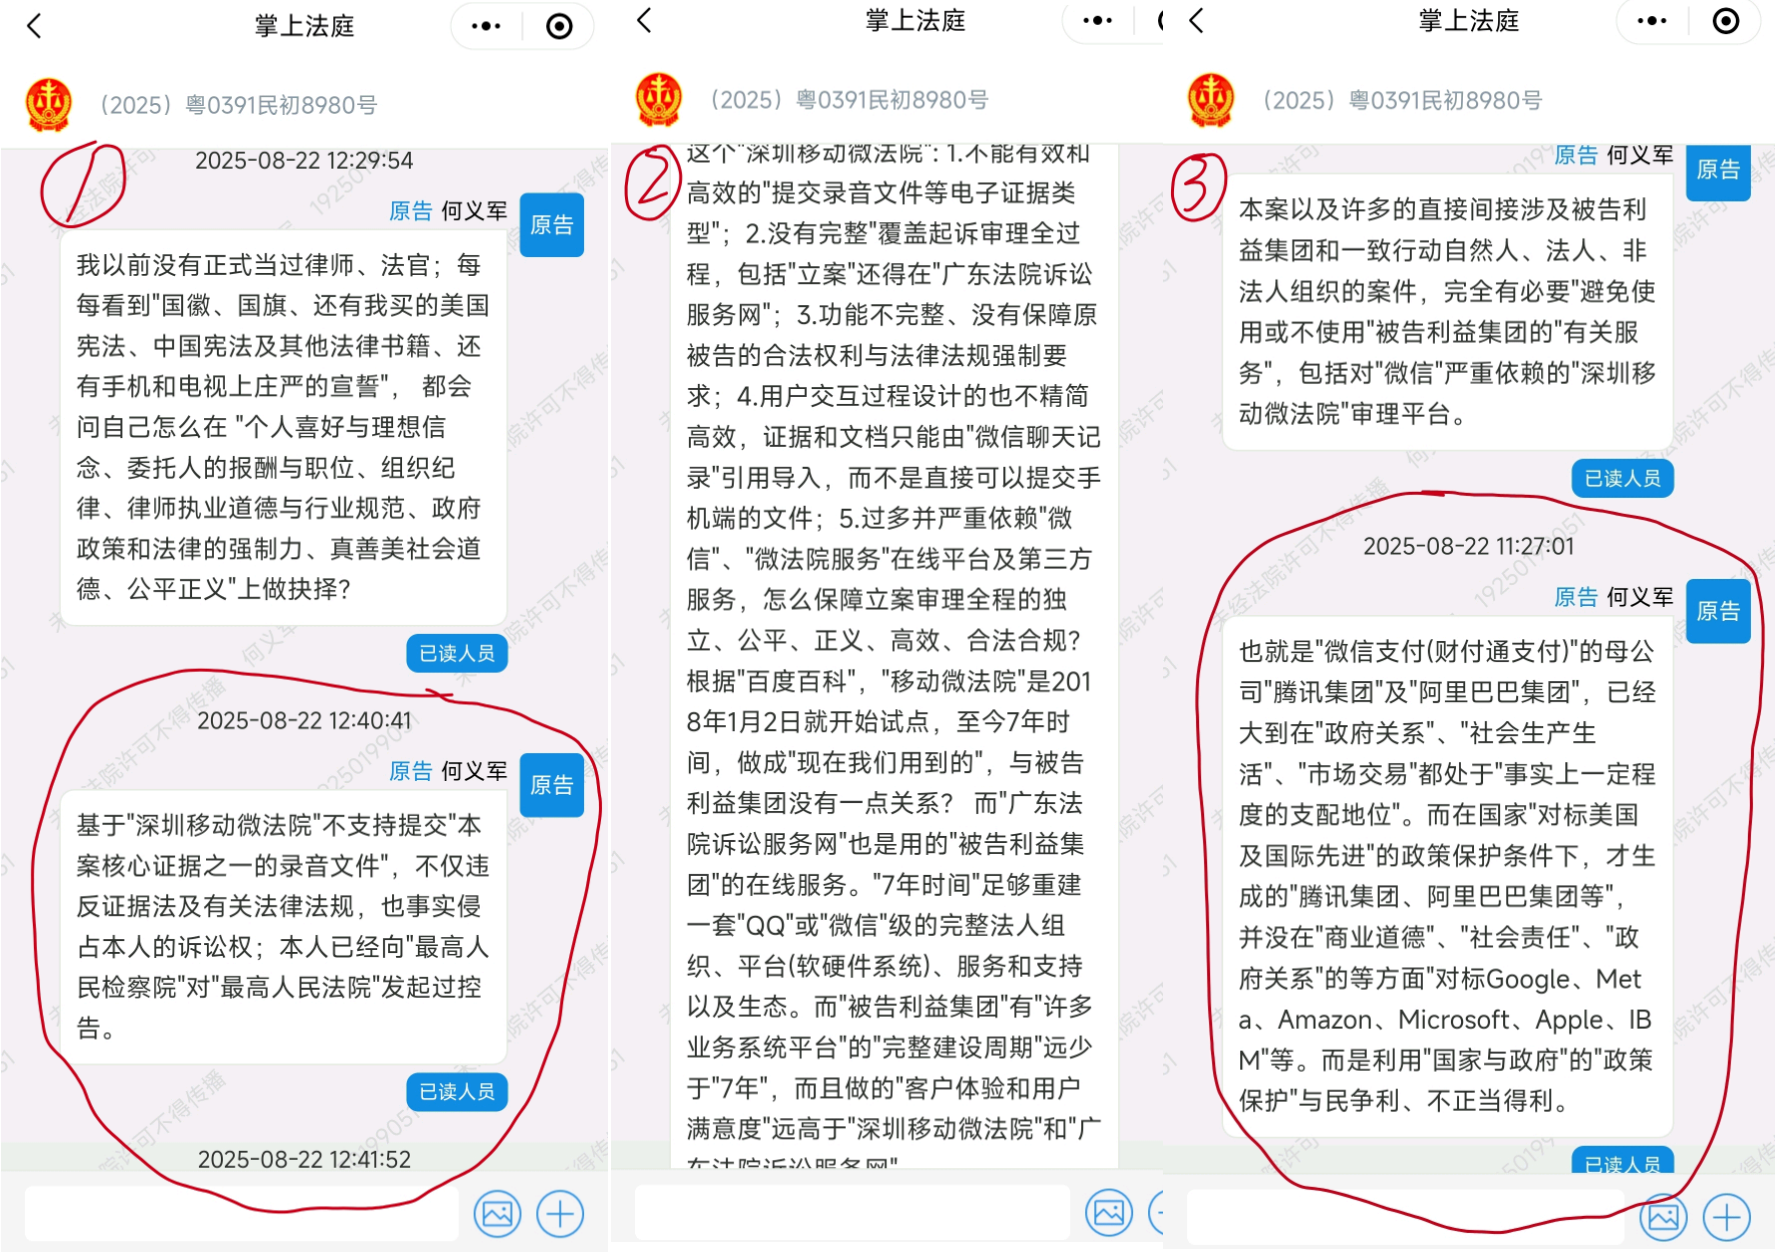 掌上法庭
（2025）粤0391民初8980号
1
2025-08-22 12:29:54
原告 何义军
原告
我以前没有正式当过律师、法官；每
每看到"国徽、国旗、还有我买的美国
宪法、中国宪法及其他法律书籍、还
有手机和电视上庄严的宣誓"， 都会
问自己怎么在 "个人喜好与理想信
念、委托人的报酬与职位、组织纪
律、律师执业道德与行业规范、政府
政策和法律的强制力、真善美社会道
德、公平正义"上做抉择？
已读人员
2025-08-22 12:40:41
原告 何义军
原告
基于"深圳移动微法院"不支持提交"本
案核心证据之一的录音文件"，不仅违
反证据法及有关法律法规，也事实侵
占本人的诉讼权；本人已经向"最高人
民检察院"对"最高人民法院"发起过控
告。
已读人员
2025-08-22 12:41:52
掌上法庭
（2025）粤0391民初8980号
2
这个"深圳移动微法院"：1.不能有效和
高效的"提交录音文件等电子证据类
型"；2.没有完整"覆盖起诉审理全过
程，包括"立案"还得在"广东法院诉讼
服务网"；3.功能不完整、没有保障原
被告的合法权利与法律法规强制要
求；4.用户交互过程设计的也不精简
高效，证据和文档只能由"微信聊天记
录"引用导入，而不是直接可以提交手
机端的文件；5.过多并严重依赖"微
信"、"微法院服务"在线平台及第三方
服务，怎么保障立案审理全程的独
立、公平、正义、高效、合法合规？
根据"百度百科"，"移动微法院"是201
8年1月2日就开始试点，至今7年时
间，做成"现在我们用到的"，与被告
利益集团没有一点关系？ 而"广东法
院诉讼服务网"也是用的"被告利益集
团"的在线服务。"7年时间"足够重建
一套"QQ"或"微信"级的完整法人组
织、平台(软硬件系统)、服务和支持
以及生态。而"被告利益集团"有"许多
业务系统平台"的"完整建设周期"远少
于"7年"，而且做的"客户体验和用户
满意度"远高于"深圳移动微法院"和"广
东法院诉讼服务网"
掌上法庭
（2025）粤0391民初8980号
3
原告 何义军
原告
本案以及许多的直接间接涉及被告利
益集团和一致行动自然人、法人、非
法人组织的案件，完全有必要"避免使
用或不使用"被告利益集团的"有关服
务"，包括对"微信"严重依赖的"深圳移
动微法院"审理平台。
已读人员
2025-08-22 11:27:01
原告 何义军
原告
也就是"微信支付(财付通支付)"的母公
司"腾讯集团"及"阿里巴巴集团"，已经
大到在"政府关系"、"社会生产生
活"、"市场交易"都处于"事实上一定程
度的支配地位"。而在国家"对标美国
及国际先进"的政策保护条件下，才生
成的"腾讯集团、阿里巴巴集团等"，
并没在"商业道德"、"社会责任"、"政
府关系"的等方面"对标Google、Met
a、Amazon、Microsoft、Apple、IB
M"等。而是利用"国家与政府"的"政策
保护"与民争利、不正当得利。
已读人员